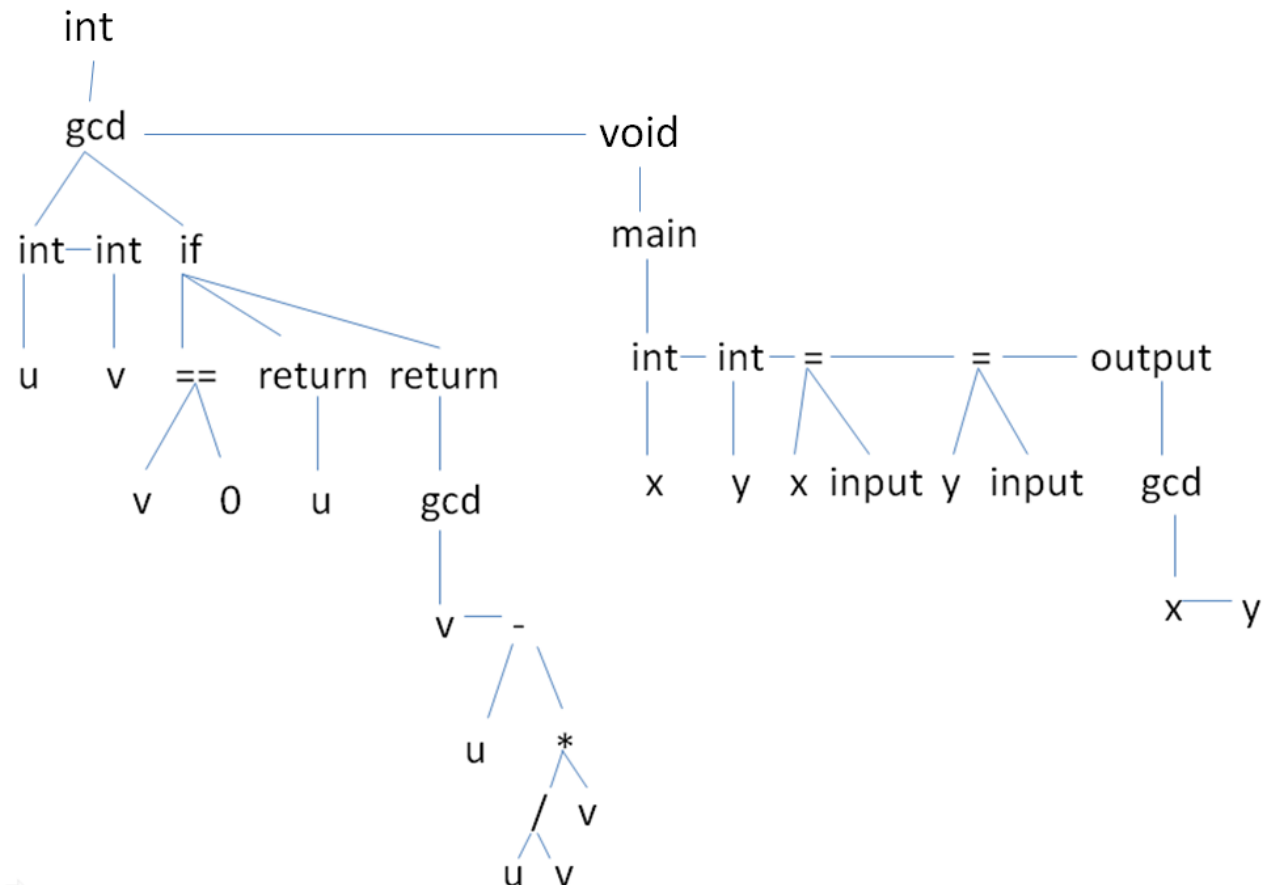 int
gcd void
int int if main
u v == return return int int = = output
v 0 u gcd x y x input y input gcd
v - x y
u *
/ v
u v